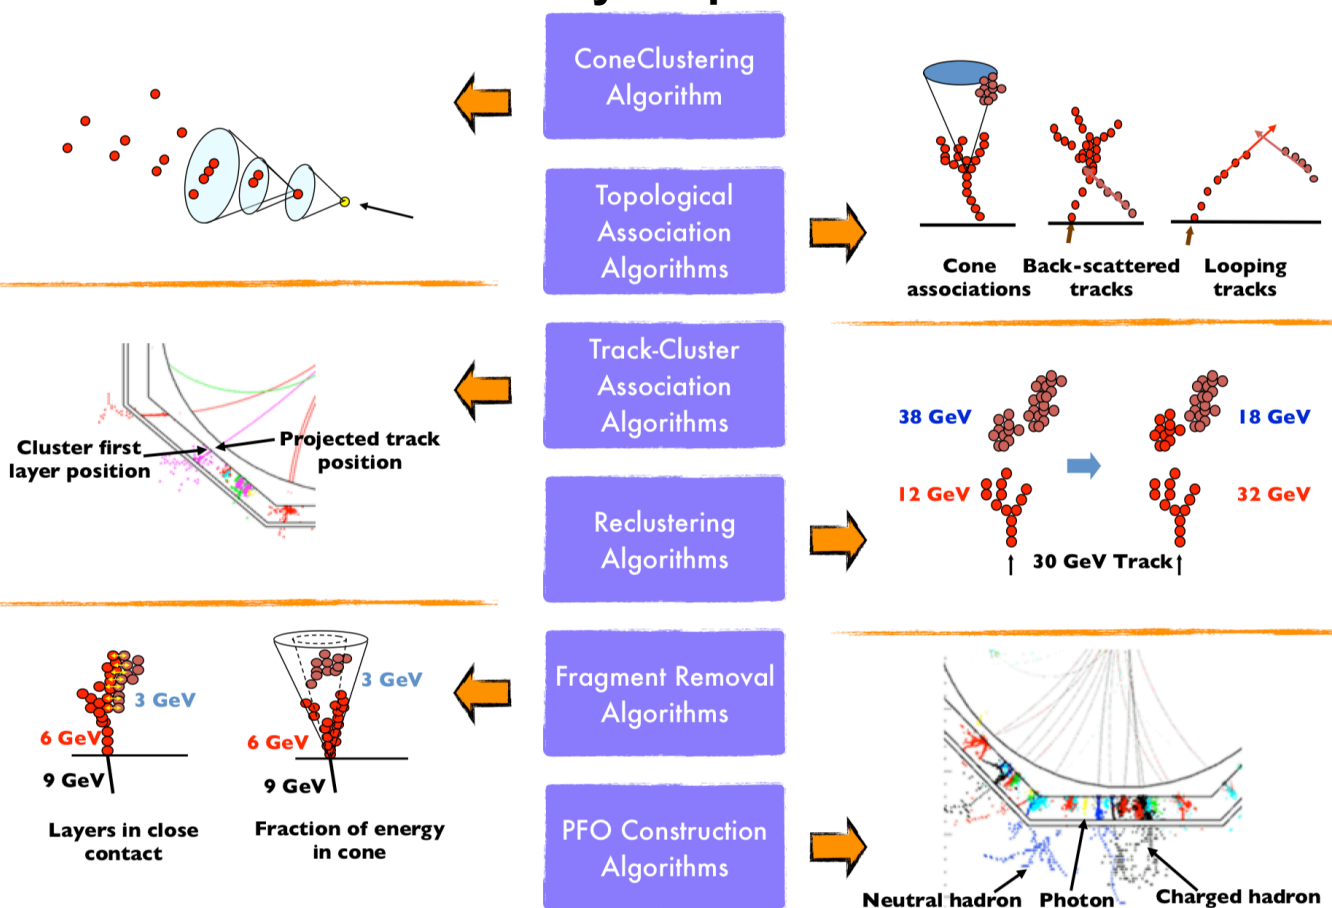 ConeClustering
Algorithm
Topological
Association
Algorithms
Cone
associations
Back-scattered
tracks
Looping
tracks
Track-Cluster
Association
Algorithms
Cluster first
layer position
Projected track
position
Reclustering
Algorithms
38 GeV
18 GeV
12 GeV
32 GeV
30 GeV Track
Fragment Removal
Algorithms
3 GeV
6 GeV
9 GeV
Layers in close
contact
3 GeV
6 GeV
9 GeV
Fraction of energy
in cone
PFO Construction
Algorithms
Neutral hadron
Photon
Charged hadron